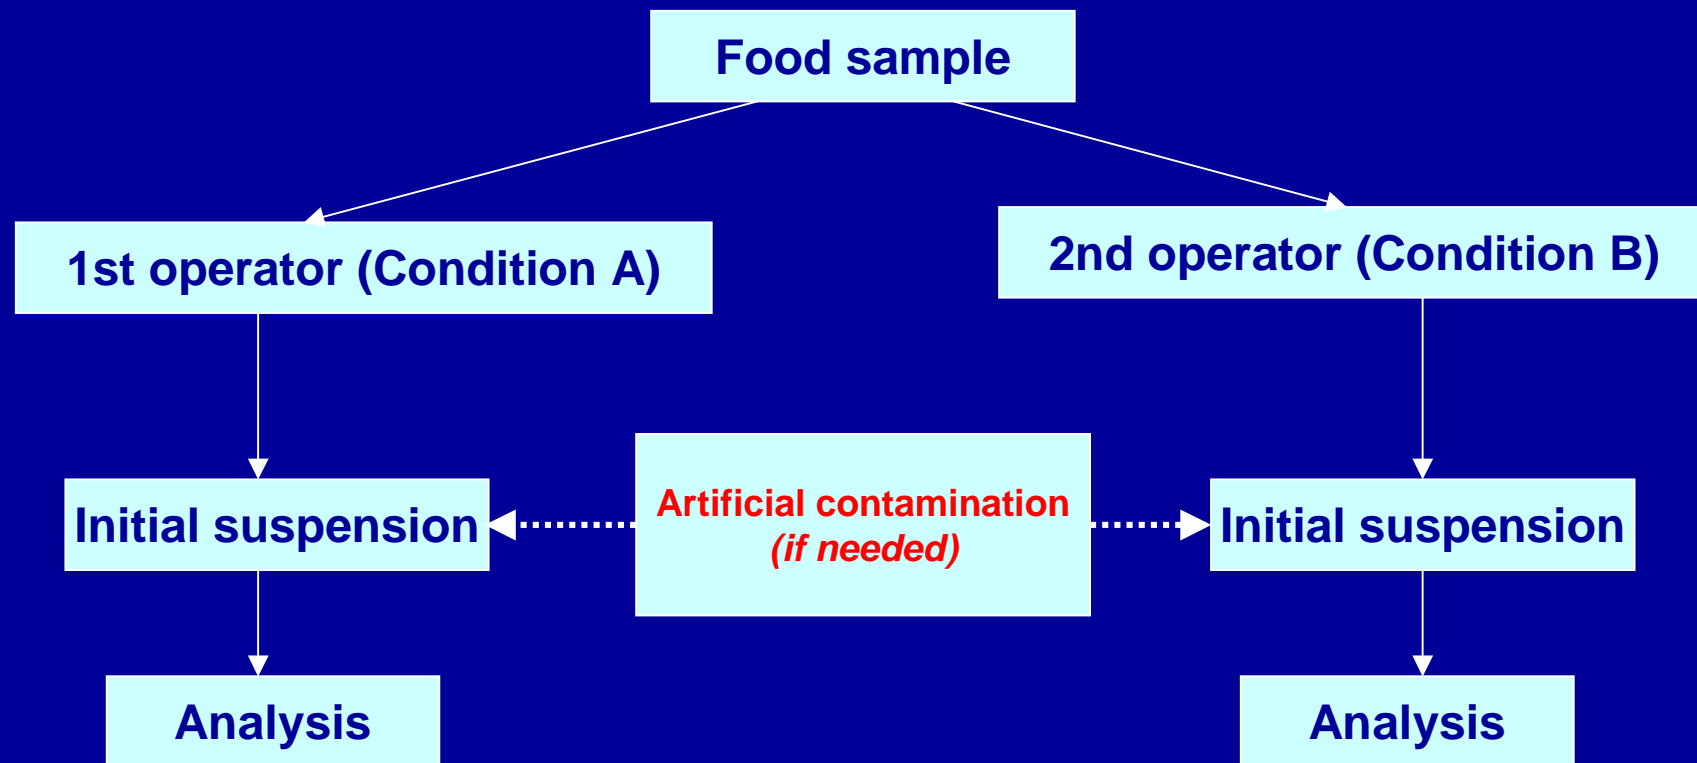 Food sample
1st operator (Condition A)
2nd operator (Condition B)
Initial suspension
Artificial contamination
(if needed)
Initial suspension
Analysis
Analysis